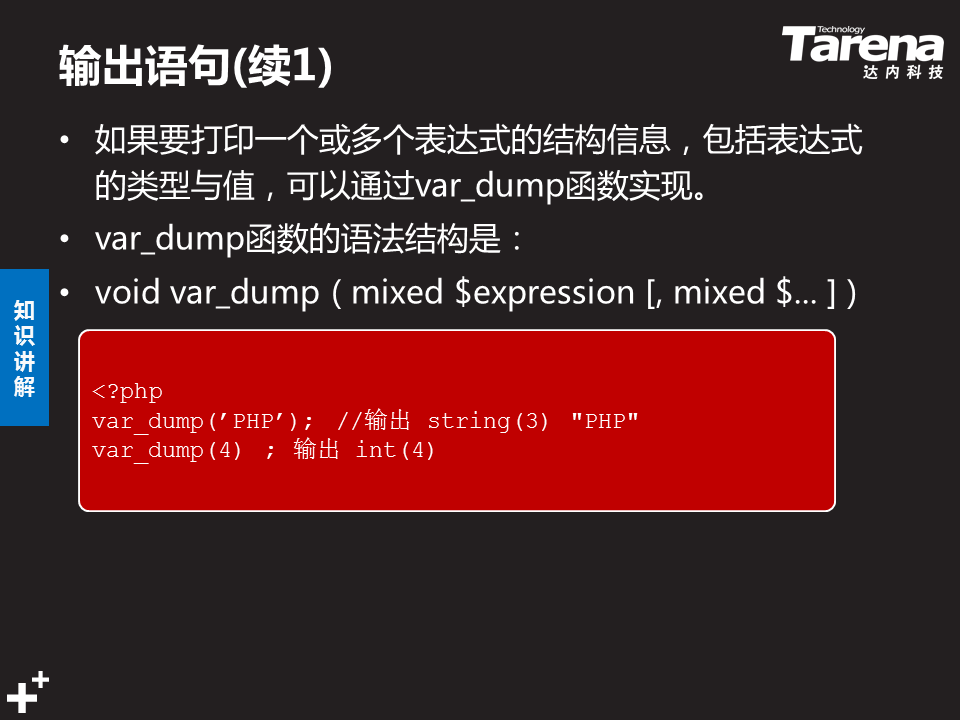 输出语句(续1)
Technology
Tarena
达内科技
• 如果要打印一个或多个表达式的结构信息，包括表达式
的类型与值，可以通过var_dump函数实现。
• var_dump函数的语法结构是：
• void var_dump ( mixed $expression [, mixed $... ] )
知
识
讲
解
<?php
var_dump(’PHP’); //输出 string(3) "PHP"
var_dump(4) ; 输出 int(4)